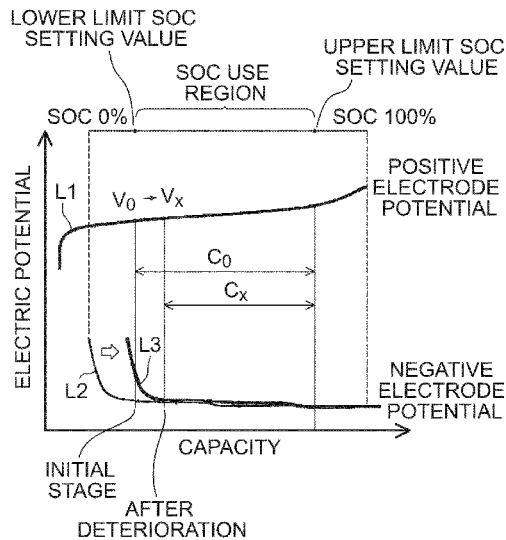 LOWER LIMIT SOC
SETTING VALUE
UPPER LIMIT SOC
SETTING VALUE
SOC USE
REGION
SOC 0%
SOC 100%
ELECTRIC POTENTIAL
L1
V0 → Vx
POSITIVE
ELECTRODE
POTENTIAL
C0
Cx
L2
L3
NEGATIVE
ELECTRODE
POTENTIAL
CAPACITY
INITIAL
STAGE
AFTER
DETERIORATION